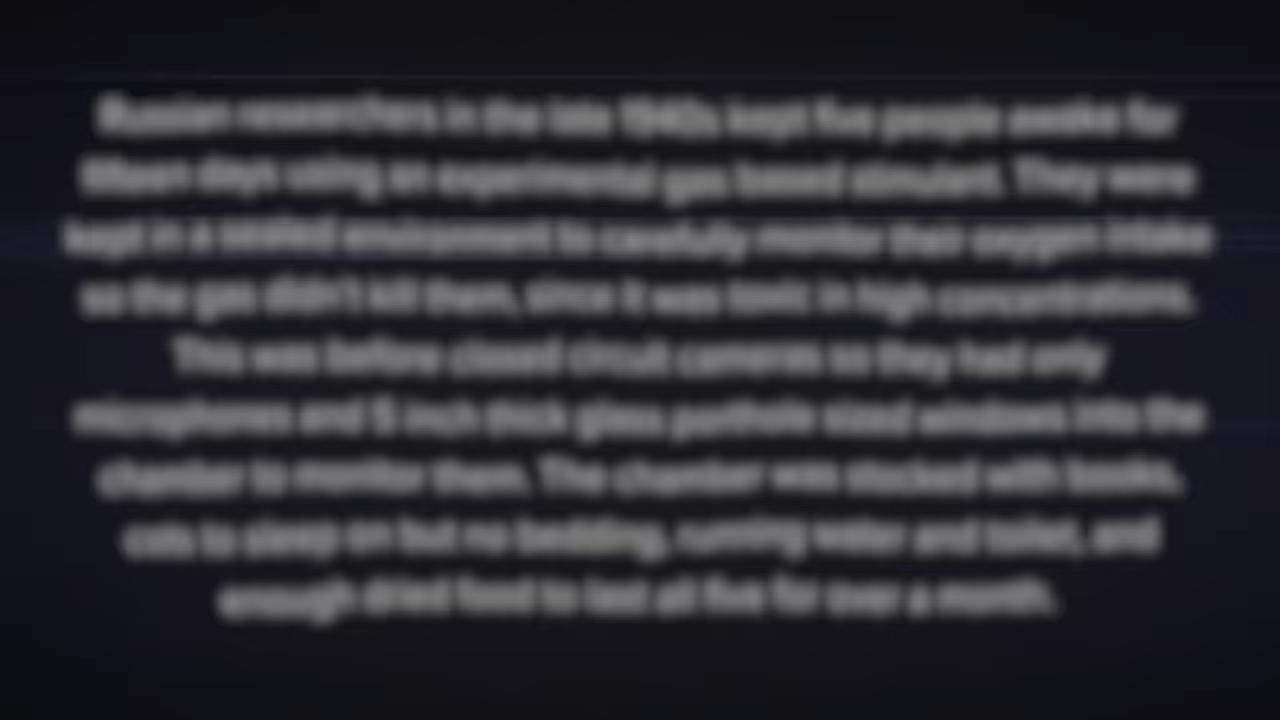 Russian researchers in the late 1940s kept five people awake for
fifteen days using an experimental gas based stimulant. They were
kept in a sealed environment to carefully monitor their oxygen intake
so the gas didn't kill them, since it was toxic in high concentrations.
This was before closed circuit cameras so they had only
microphones and 5 inch thick glass porthole sized windows into the
chamber to monitor them. The chamber was stocked with books,
cots to sleep on but no bedding, running water and toilet, and
enough dried food to last all five for over a month.